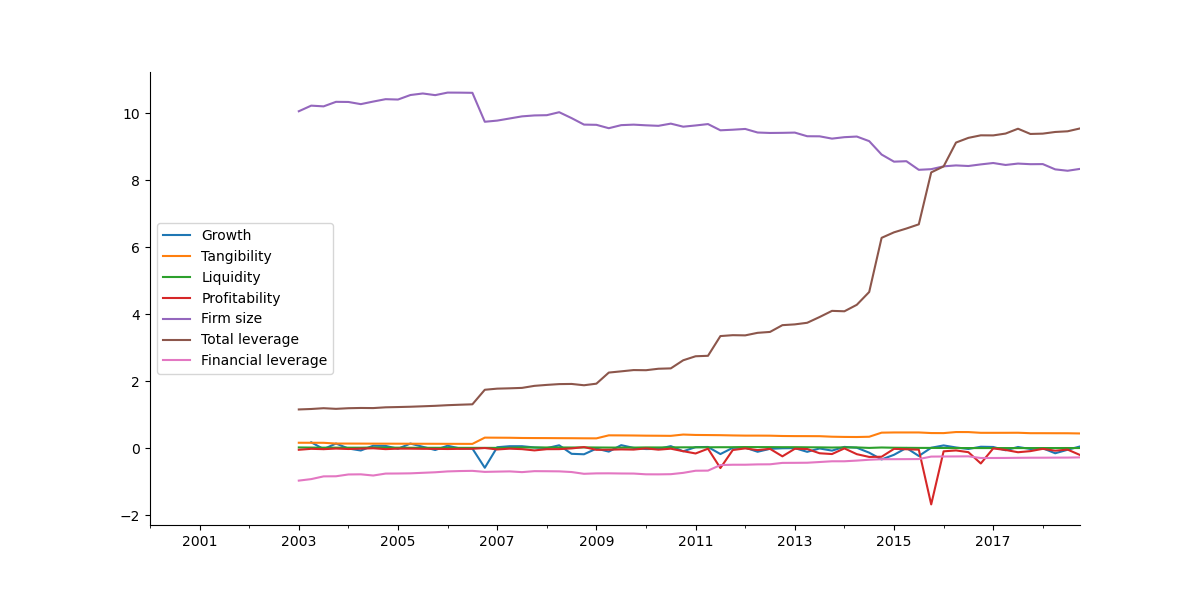 10
8
6
4
2
0
−2
Growth
Tangibility
Liquidity
Profitability
Firm size
Total leverage
Financial leverage
2001 2003 2005 2007 2009 2011 2013 2015 2017